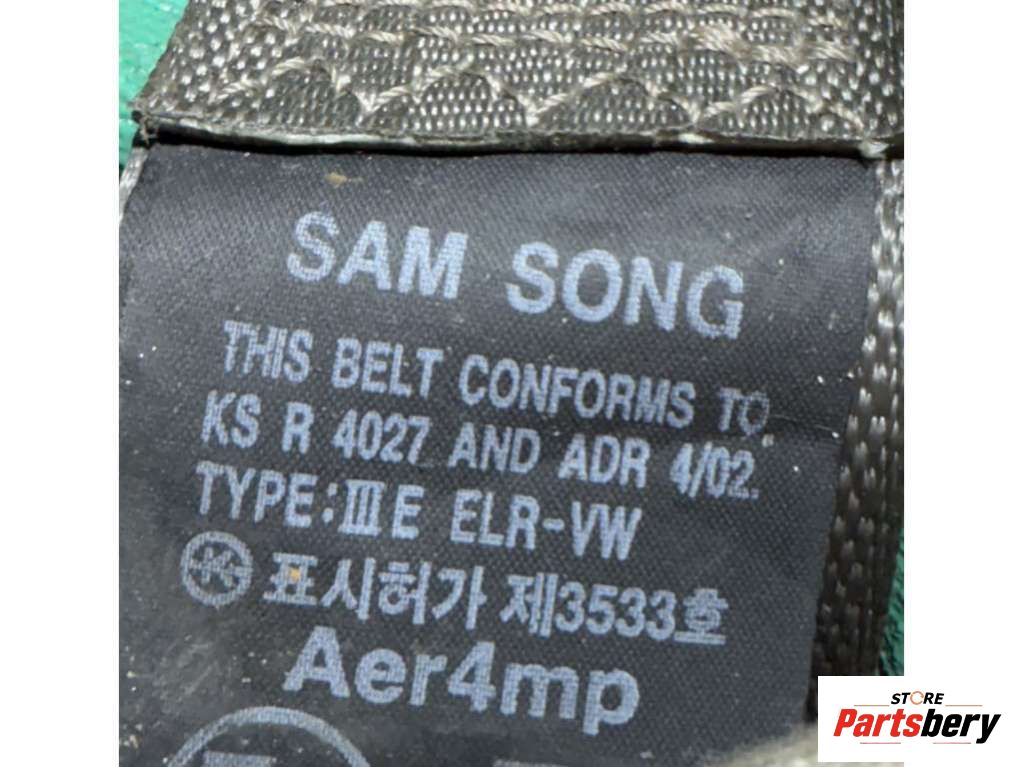 SAM SONG
THIS BELT CONFORMS TO
KS R 4027 AND ADR 4/02.
TYPE:ⅢE ELR-VW
표시허가 제3533호
Aer4mp
STORE
Partsbery